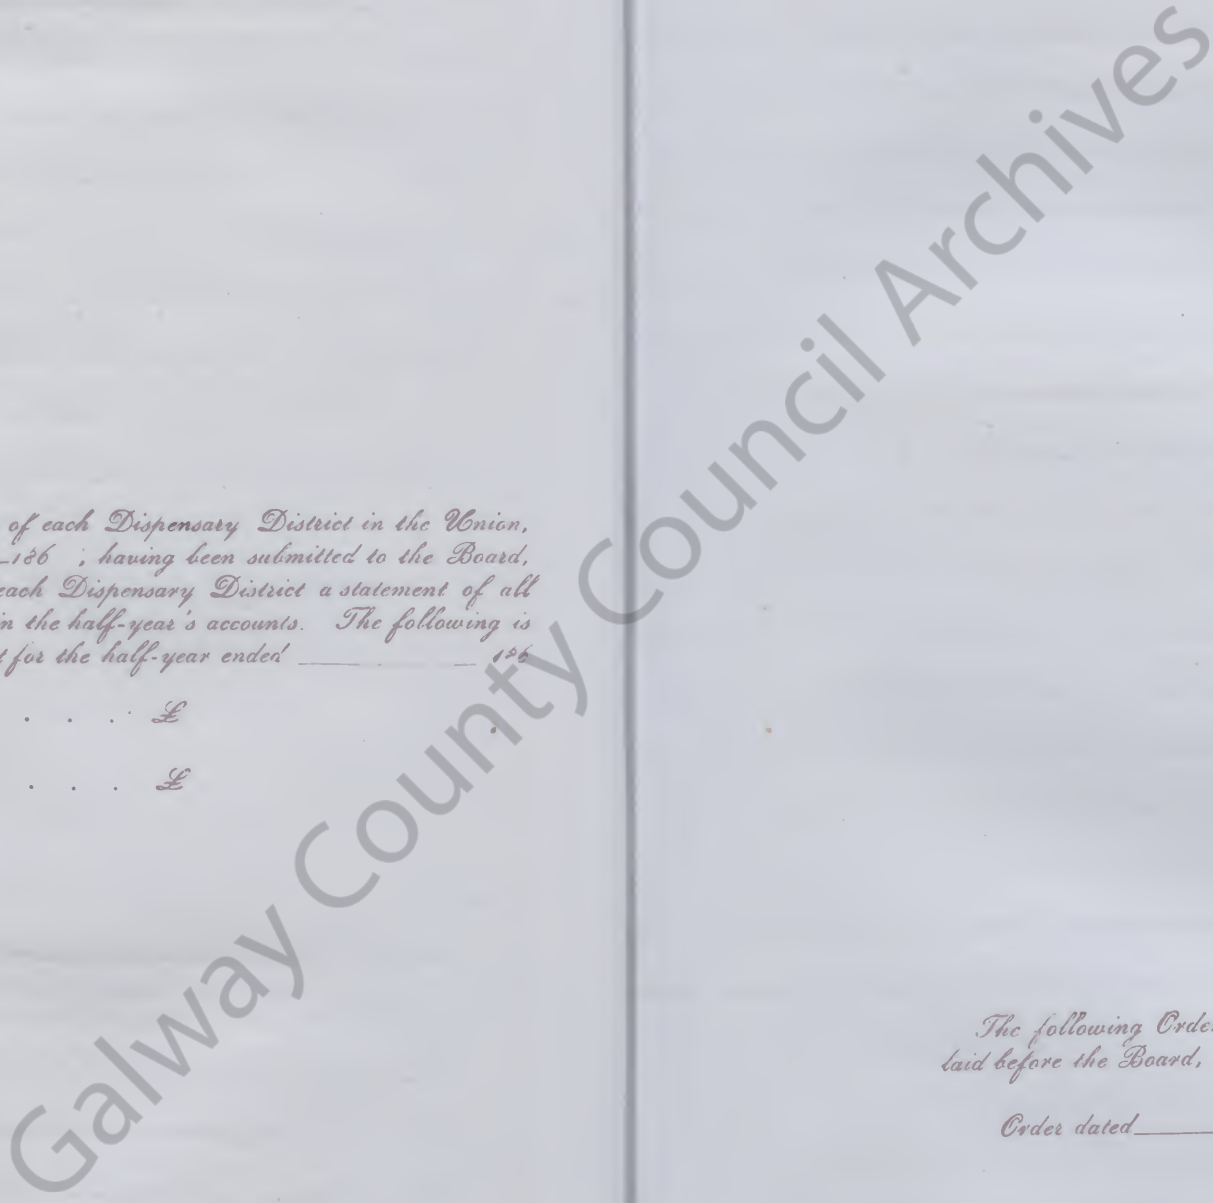 of each Dispensary District in the Union,
186 ; having been submitted to the Board,
each Dispensary District a statement of all
in the half-year's accounts. The following is
for the half-year ended 186
. . . . £
. . . . £
The following Orde
laid before the Board,
Order dated
Galway County Council Archives